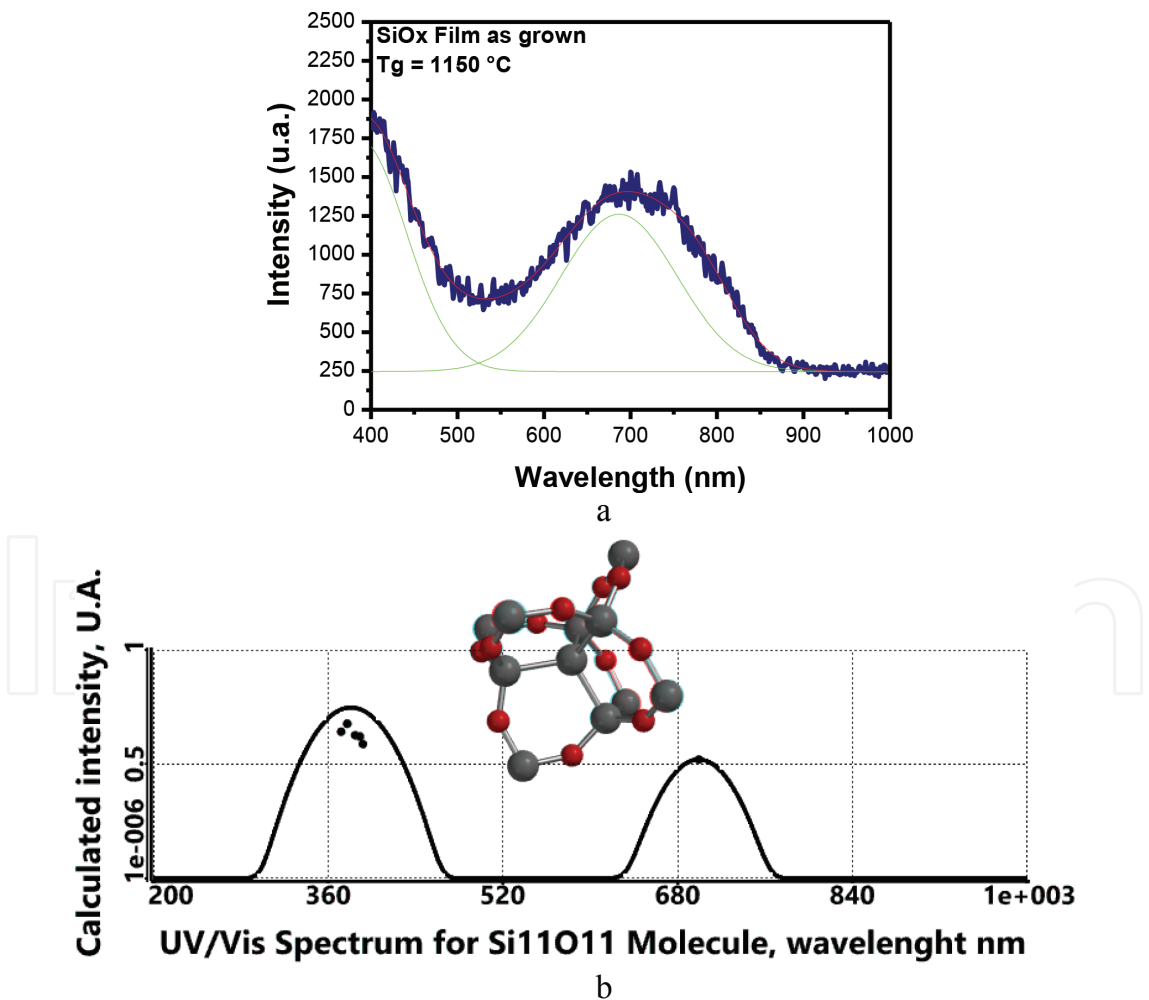 SiOx Film as grown
Tg = 1150 °C
Intensity (u.a.)
2500
2250
2000
1750
1500
1250
1000
750
500
250
0
400 500 600 700 800 900 1000
Wavelength (nm)
a
Calculated intensity, U.A.
1
0.5
1e-006
200 360 520 680 840 1e+003
UV/Vis Spectrum for Si11O11 Molecule, wavelenght nm
b